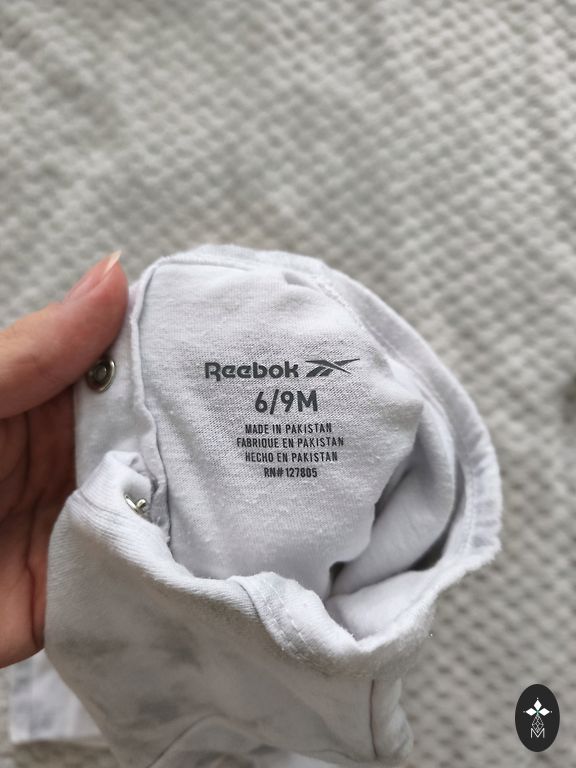 Reebok
6/9M
MADE IN PAKISTAN
FABRIQUE EN PAKISTAN
HECHO EN PAKISTAN
RN# 127805
M